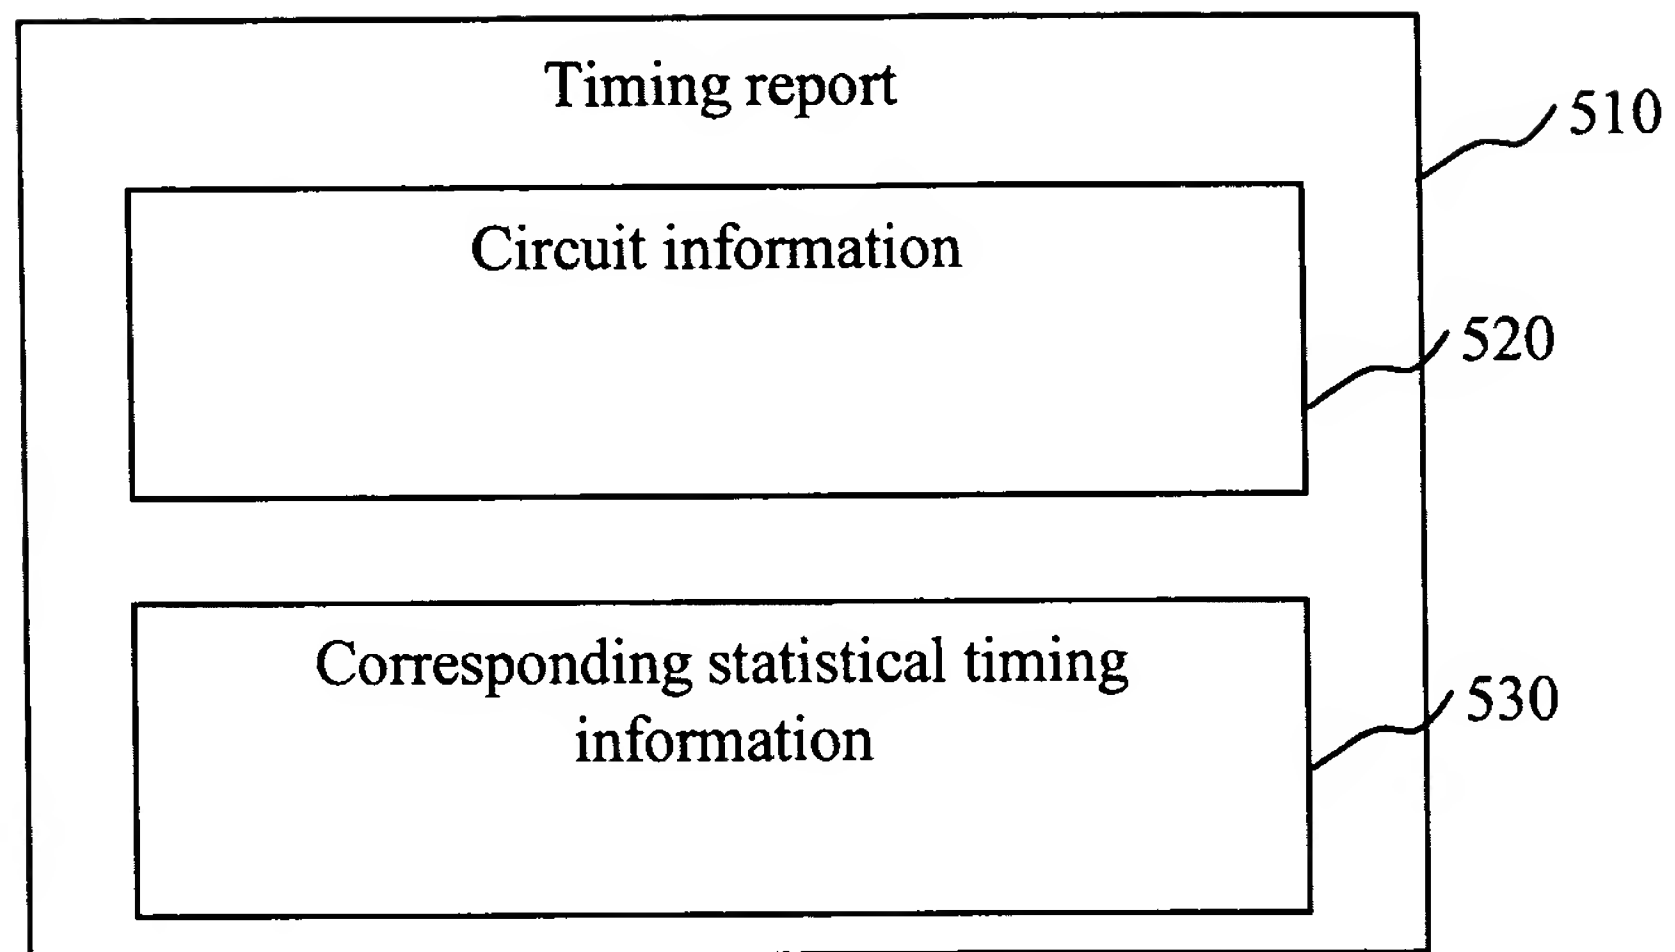 Timing report
510
Circuit information
520
Corresponding statistical timing
information
530